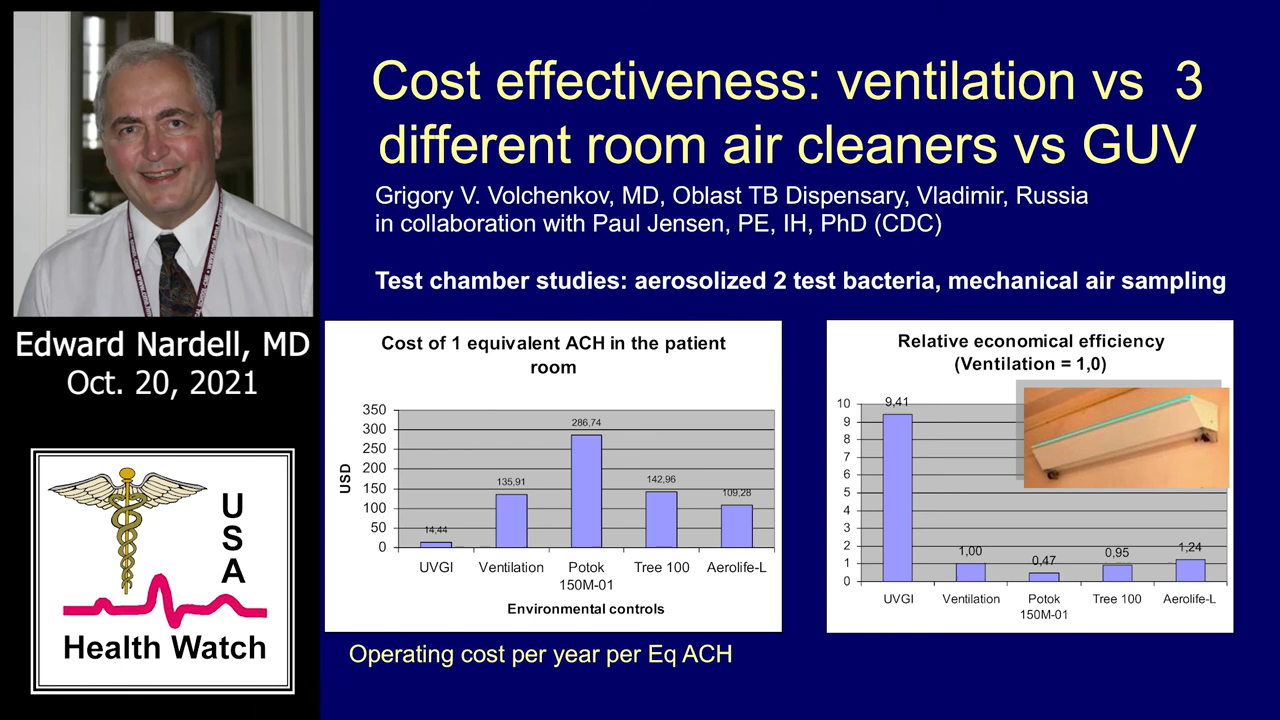 Cost effectiveness: ventilation vs 3
different room air cleaners vs GUV
Grigory V. Volchenkov, MD, Oblast TB Dispensary, Vladimir, Russia
in collaboration with Paul Jensen, PE, IH, PhD (CDC)
Test chamber studies: aerosolized 2 test bacteria, mechanical air sampling
Edward Nardell, MD
Oct. 20, 2021
U
S
A
Health Watch
Cost of 1 equivalent ACH in the patient
room
USD
350
300
250
200
150
100
50
0
14,44
135,91
286,74
142,96
109,28
UVGI
Ventilation
Potok
150M-01
Tree 100
Aerolife-L
Environmental controls
Operating cost per year per Eq ACH
Relative economical efficiency
(Ventilation = 1,0)
10
9
8
7
6
5
4
3
2
1
0
9,41
1,00
0,47
0,95
1,24
UVGI
Ventilation
Potok
150M-01
Tree 100
Aerolife-L